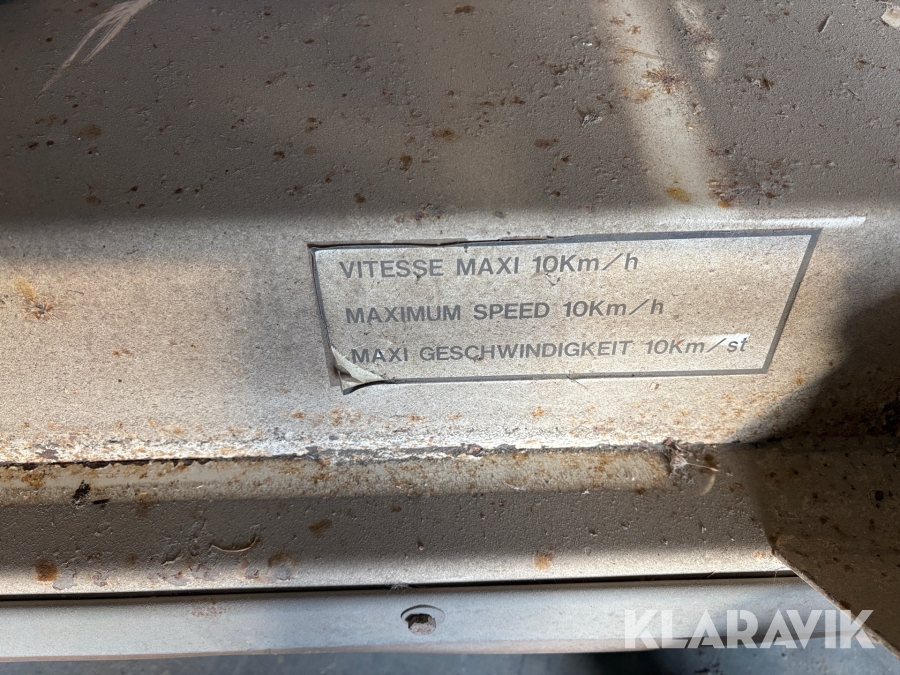 VITESSE MAXI 10Km/h
MAXIMUM SPEED 10Km/h
MAXI GESCHWINDIGKEIT 10Km/st
KLARAVIK